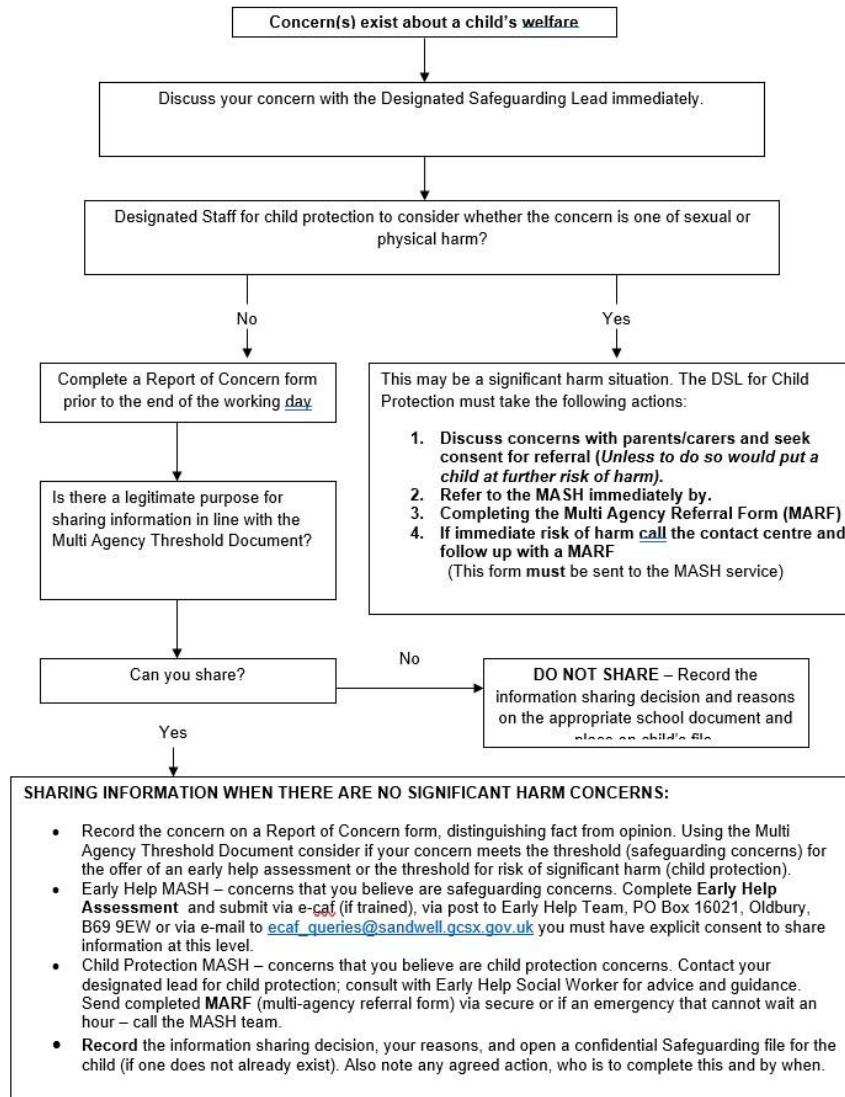 Concern(s) exist about a child's welfare
Discuss your concern with the Designated Safeguarding Lead immediately.
Designated Staff for child protection to consider whether the concern is one of sexual or
physical harm?
No
Yes
Complete a Report of Concern form
prior to the end of the working day
This may be a significant harm situation. The DSL for Child
Protection must take the following actions:
1. Discuss concerns with parents/carers and seek
consent for referral (Unless to do so would put a
child at further risk of harm).
2. Refer to the MASH immediately by.
3. Completing the Multi Agency Referral Form (MARF)
4. If immediate risk of harm call the contact centre and
follow up with a MARF
(This form must be sent to the MASH service)
Is there a legitimate purpose for
sharing information in line with the
Multi Agency Threshold Document?
Can you share?
No
DO NOT SHARE – Record the
information sharing decision and reasons
on the appropriate school document and
place on child's file
Yes
SHARING INFORMATION WHEN THERE ARE NO SIGNIFICANT HARM CONCERNS:
• Record the concern on a Report of Concern form, distinguishing fact from opinion. Using the Multi
Agency Threshold Document consider if your concern meets the threshold (safeguarding concerns) for
the offer of an early help assessment or the threshold for risk of significant harm (child protection).
• Early Help MASH – concerns that you believe are safeguarding concerns. Complete Early Help
Assessment and submit via e-caf (if trained), via post to Early Help Team, PO Box 16021, Oldbury,
B69 9EW or via e-mail to ecaf_queries@sandwell.gcsx.gov.uk you must have explicit consent to share
information at this level.
• Child Protection MASH – concerns that you believe are child protection concerns. Contact your
designated lead for child protection; consult with Early Help Social Worker for advice and guidance.
Send completed MARF (multi-agency referral form) via secure or if an emergency that cannot wait an
hour – call the MASH team.
• Record the information sharing decision, your reasons, and open a confidential Safeguarding file for the
child (if one does not already exist). Also note any agreed action, who is to complete this and by when.